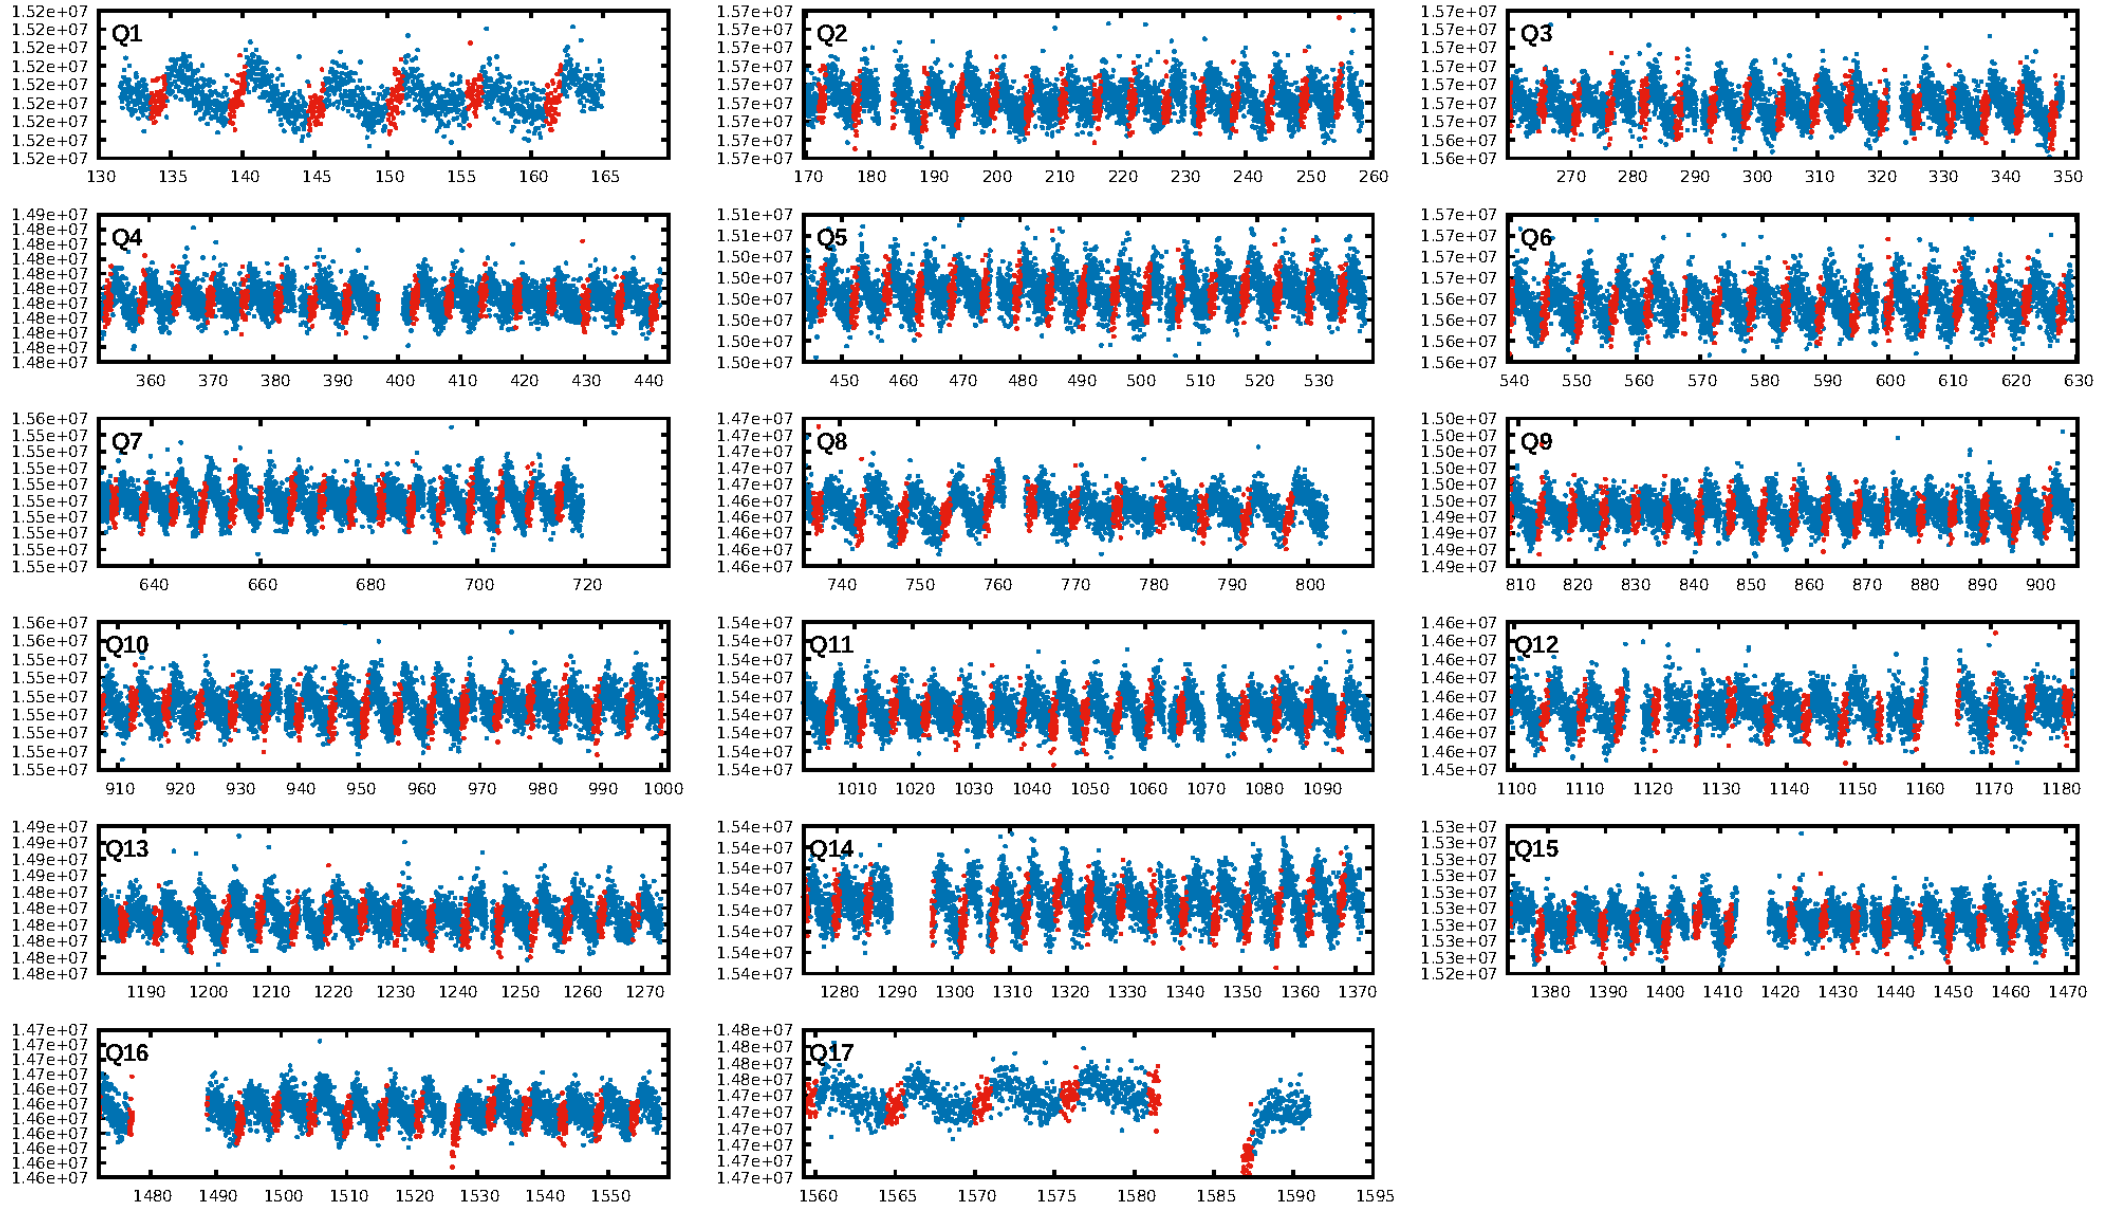 1.52e+07
Q1
1.52e+07
1.52e+07
1.52e+07
1.52e+07
1.52e+07
1.52e+07
1.52e+07
1.52e+07
130 135 140 145 150 155 160 165
1.57e+07
Q2
1.57e+07
1.57e+07
1.57e+07
1.57e+07
1.57e+07
1.57e+07
1.57e+07
1.57e+07
170 180 190 200 210 220 230 240 250 260
1.57e+07
Q3
1.57e+07
1.57e+07
1.57e+07
1.57e+07
1.57e+07
1.57e+07
1.56e+07
1.56e+07
270 280 290 300 310 320 330 340 350
1.49e+07
Q4
1.48e+07
1.48e+07
1.48e+07
1.48e+07
1.48e+07
1.48e+07
1.48e+07
1.48e+07
1.48e+07
1.48e+07
360 370 380 390 400 410 420 430 440
1.51e+07
Q5
1.51e+07
1.50e+07
1.50e+07
1.50e+07
1.50e+07
1.50e+07
1.50e+07
450 460 470 480 490 500 510 520 530
1.57e+07
Q6
1.57e+07
1.57e+07
1.56e+07
1.56e+07
1.56e+07
1.56e+07
1.56e+07
540 550 560 570 580 590 600 610 620 630
1.56e+07
Q7
1.55e+07
1.55e+07
1.55e+07
1.55e+07
1.55e+07
1.55e+07
1.55e+07
1.55e+07
1.55e+07
640 660 680 700 720
1.47e+07
Q8
1.47e+07
1.47e+07
1.47e+07
1.47e+07
1.46e+07
1.46e+07
1.46e+07
1.46e+07
1.46e+07
740 750 760 770 780 790 800
1.50e+07
Q9
1.50e+07
1.50e+07
1.50e+07
1.50e+07
1.50e+07
1.49e+07
1.49e+07
1.49e+07
1.49e+07
810 820 830 840 850 860 870 880 890 900
1.56e+07
Q10
1.56e+07
1.55e+07
1.55e+07
1.55e+07
1.55e+07
1.55e+07
1.55e+07
1.55e+07
910 920 930 940 950 960 970 980 990 1000
1.54e+07
Q11
1.54e+07
1.54e+07
1.54e+07
1.54e+07
1.54e+07
1.54e+07
1.54e+07
1.54e+07
1010 1020 1030 1040 1050 1060 1070 1080 1090
1.46e+07
Q12
1.46e+07
1.46e+07
1.46e+07
1.46e+07
1.46e+07
1.46e+07
1.46e+07
1.45e+07
1100 1110 1120 1130 1140 1150 1160 1170 1180
1.49e+07
Q13
1.49e+07
1.49e+07
1.49e+07
1.48e+07
1.48e+07
1.48e+07
1.48e+07
1.48e+07
1.48e+07
1190 1200 1210 1220 1230 1240 1250 1260 1270
1.54e+07
Q14
1.54e+07
1.54e+07
1.54e+07
1.54e+07
1.54e+07
1.54e+07
1.54e+07
1280 1290 1300 1310 1320 1330 1340 1350 1360 1370
1.53e+07
Q15
1.53e+07
1.53e+07
1.53e+07
1.53e+07
1.53e+07
1.53e+07
1.53e+07
1.53e+07
1.52e+07
1380 1390 1400 1410 1420 1430 1440 1450 1460 1470
1.47e+07
Q16
1.47e+07
1.47e+07
1.47e+07
1.46e+07
1.46e+07
1.46e+07
1.46e+07
1.46e+07
1.46e+07
1.46e+07
1480 1490 1500 1510 1520 1530 1540 1550
1.48e+07
Q17
1.48e+07
1.48e+07
1.48e+07
1.47e+07
1.47e+07
1.47e+07
1.47e+07
1.47e+07
1.47e+07
1560 1565 1570 1575 1580 1585 1590 1595